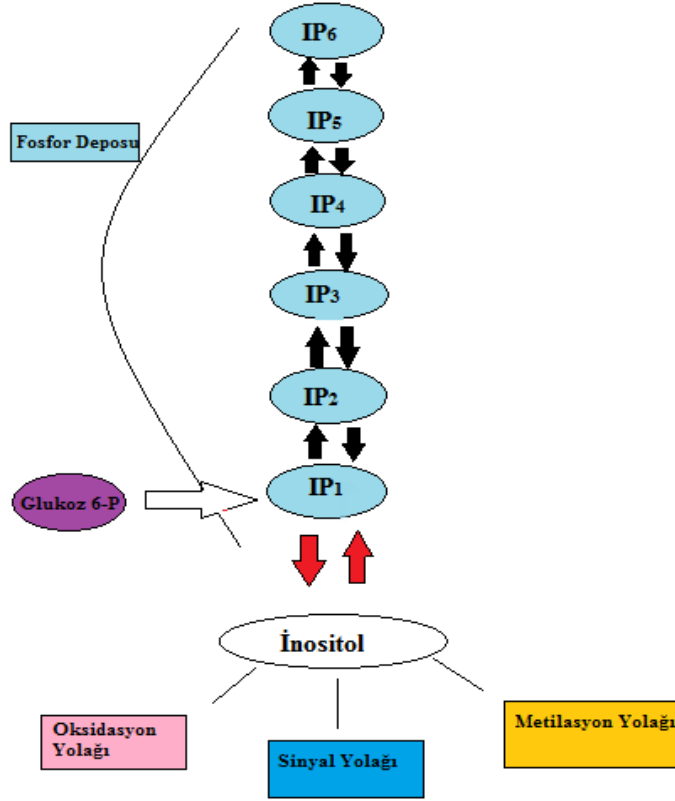 IP6
IP5
Fosfor Deposu
IP4
IP3
IP2
IP1
Glukoz 6-P
İnositol
Oksidasyon
Yolağı
Sinyal Yolağı
Metilasyon Yolağı